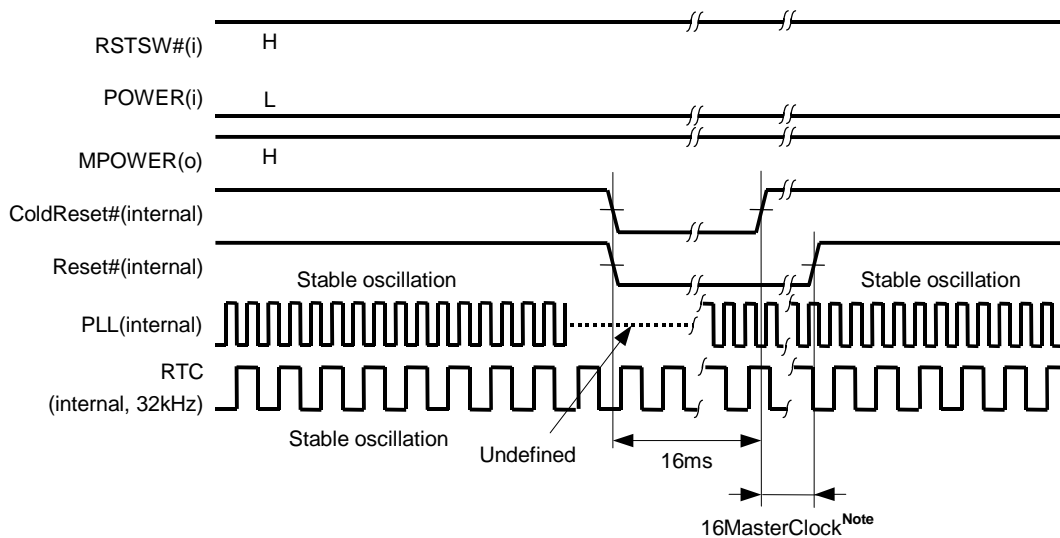 RSTSW#(i)
H
POWER(i)
L
MPOWER(o)
H
ColdReset#(internal)
Reset#(internal)
Stable oscillation
Stable oscillation
PLL(internal)
RTC
(internal, 32kHz)
Stable oscillation
Undefined
16ms
16MasterClockNote